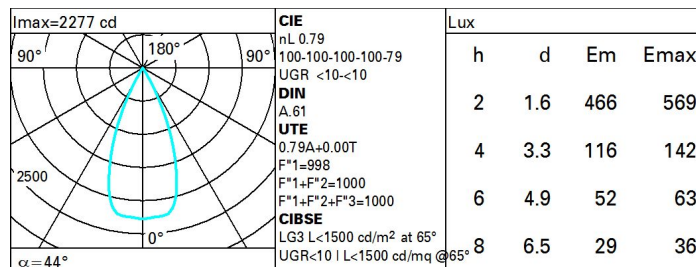 Imax=2277 cd
90° 180° 90°
2500
0°
α=44°
CIE
nL 0.79
100-100-100-100-79
UGR <10-<10
DIN
A.61
UTE
0.79A+0.00T
F"1=998
F"1+F"2=1000
F"1+F"2+F"3=1000
CIBSE
LG3 L<1500 cd/m² at 65°
UGR<10 | L<1500 cd/mq @65°
Lux
h d Em Emax
2 1.6 466 569
4 3.3 116 142
6 4.9 52 63
8 6.5 29 36